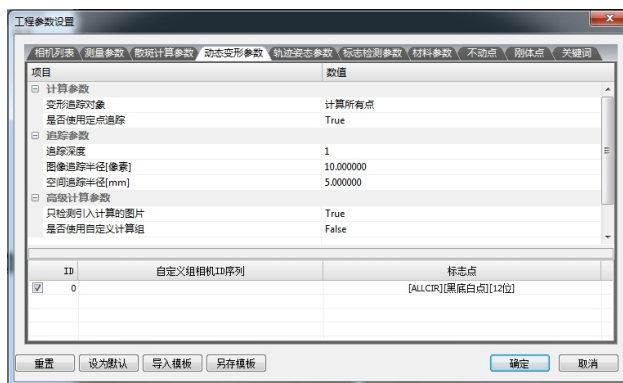 工程参数设置
相机列表 测量参数 散斑计算参数 动态变形参数 轨迹姿态参数 标志检测参数 材料参数 不动点 刚体点 关键词
项目 数值
计算参数
变形追踪对象 计算所有点
是否使用定点追踪 True
追踪参数
追踪深度 1
图像追踪半径[像素] 10.000000
空间追踪半径[mm] 5.000000
高级计算参数
只检测引入计算的图片 True
是否使用自定义计算组 False
ID 自定义组相机ID序列 标志点
0 [ALLCIR][黑底白点][12位]
重置 设为默认 导入模板 另存模板 确定 取消